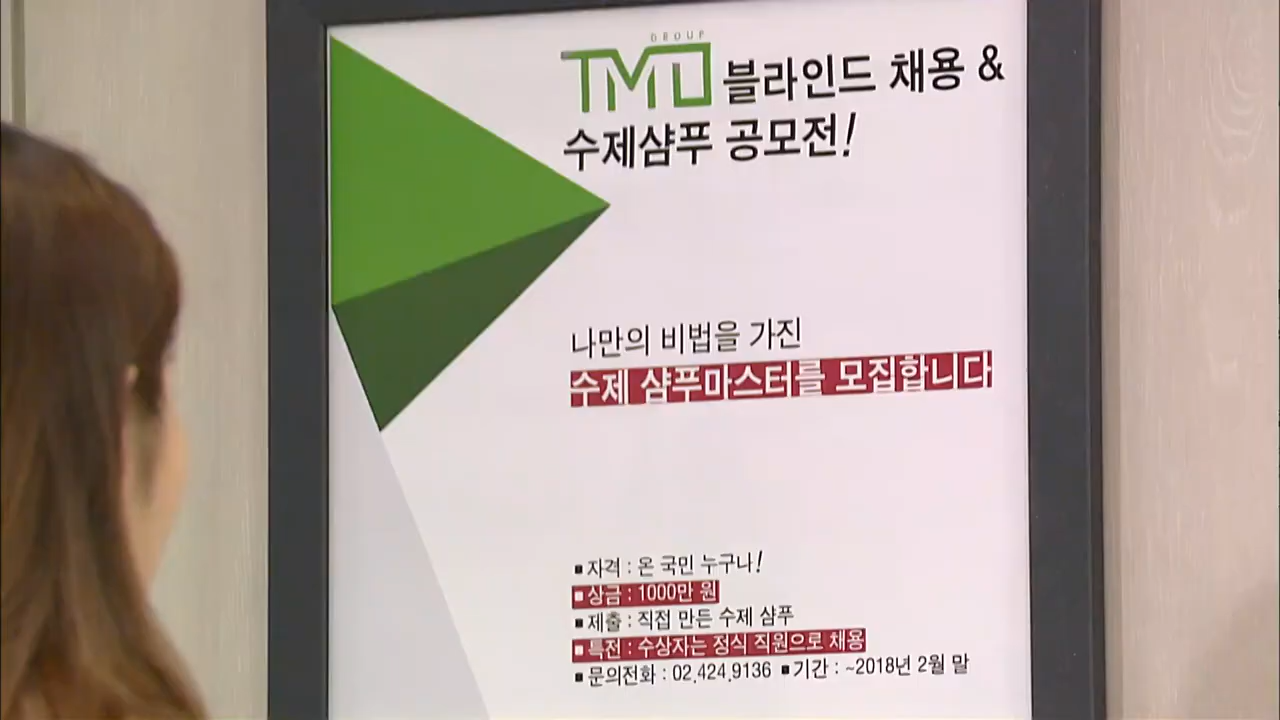 GROUP
TMO 블라인드 채용 &
수제샴푸 공모전!
나만의 비법을 가진
수제 샴푸마스터를 모집합니다
■ 자격 : 온 국민 누구나!
■ 상금 : 1000만 원
■ 제출 : 직접 만든 수제 샴푸
■ 특전 : 수상자는 정식 직원으로 채용
■ 문의전화 : 02.424.9136 ■ 기간 : ~2018년 2월 말